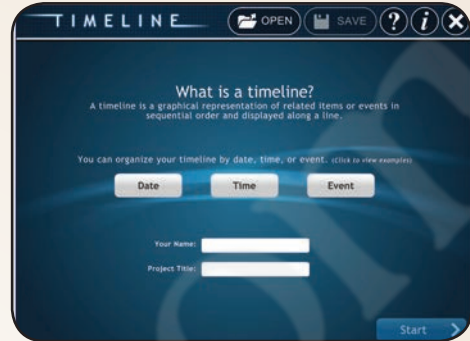 TIMELINE
OPEN
SAVE
? i X
What is a timeline?
A timeline is a graphical representation of related items or events in
sequential order and displayed along a line.
You can organize your timeline by date, time, or event. (Click to view examples)
Date
Time
Event
Your Name:
Project Title:
Start